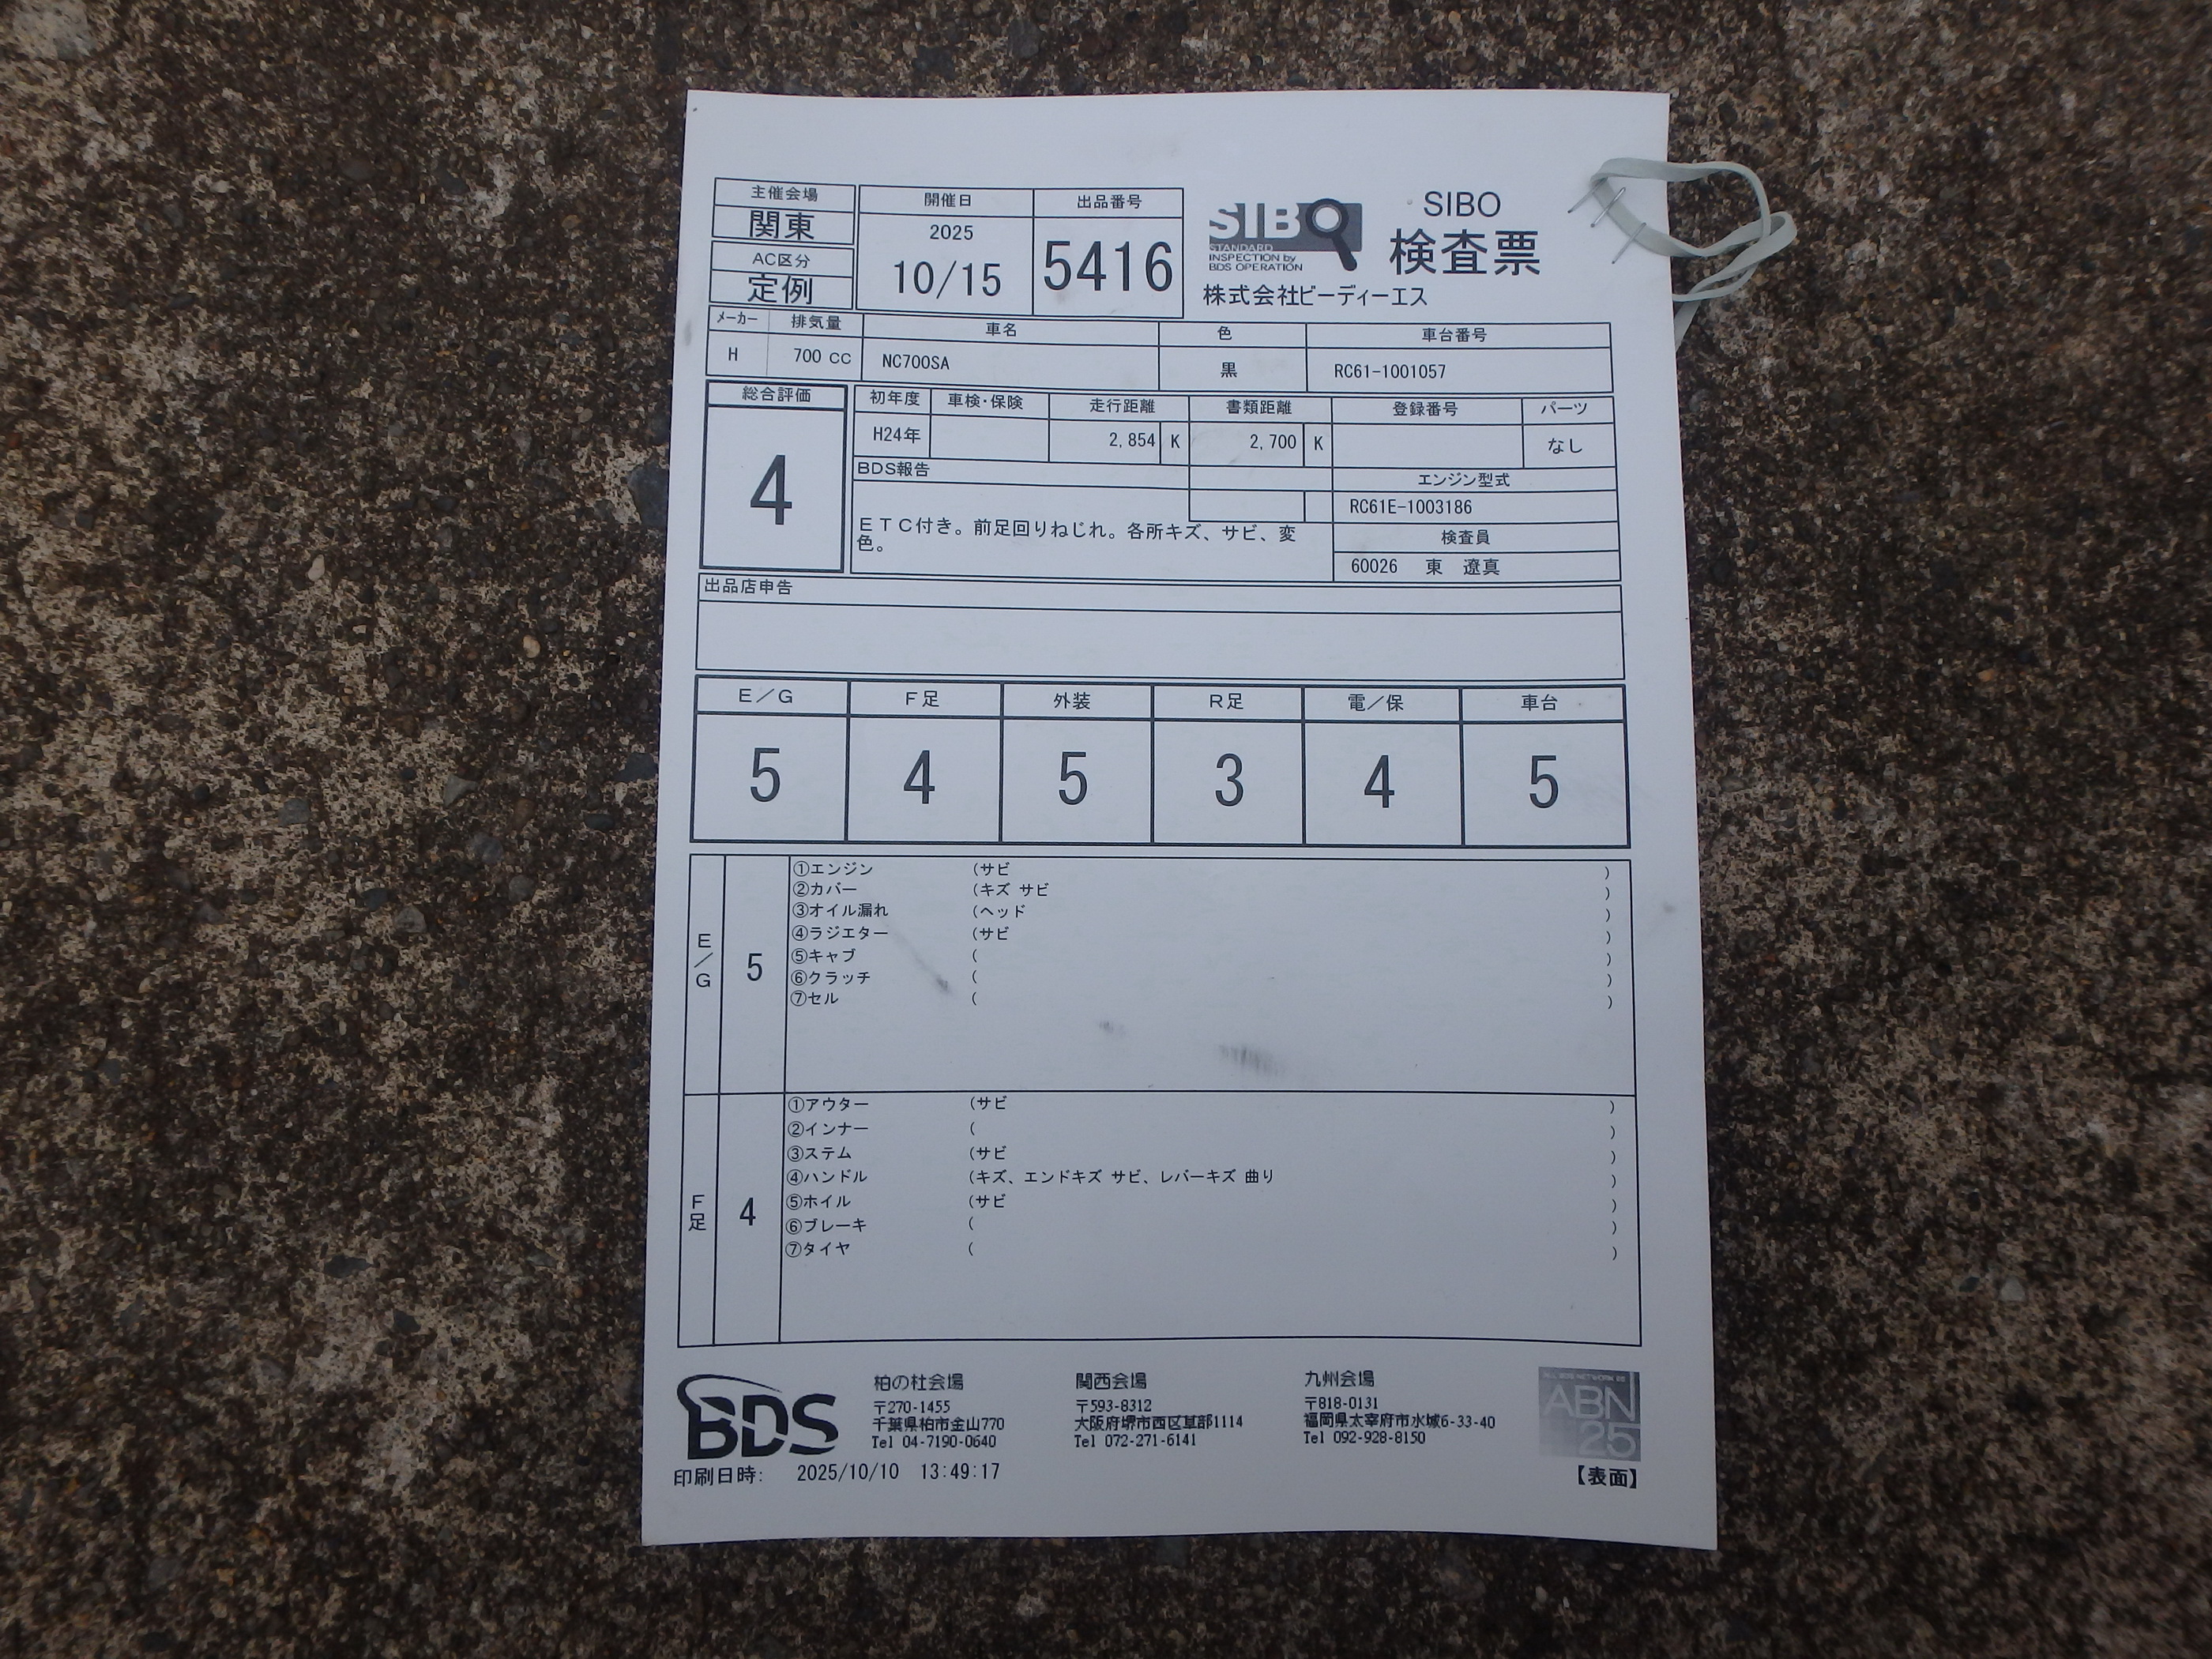 主催会場
関東
AC区分
定例
開催日
2025
10/15
出品番号
5416
SIBO
STANDARD
INSPECTION by
BDS OPERATION
SIBO
検査票
株式会社ビーディーエス
メーカー 排気量 車名 色 車台番号
H 700 CC NC700SA 黒 RC61-1001057
総合評価
4
初年度 車検・保険 走行距離 書類距離 登録番号 パーツ
H24年 2,854 K 2,700 K なし
BDS報告
ETC付き。前足回りねじれ。各所キズ、サビ、変
色。
エンジン型式
RC61E-1003186
検査員
60026 東 遼真
出品店申告
E/G F足 外装 R足 電/保 車台
5 4 5 3 4 5
E/G
5
①エンジン (サビ )
②カバー (キズ サビ )
③オイル漏れ (ヘッド )
④ラジエター (サビ )
⑤キャブ ( )
⑥クラッチ ( )
⑦セル ( )
F足
4
①アウター (サビ )
②インナー ( )
③ステム (サビ )
④ハンドル (キズ、エンドキズ サビ、レバーキズ 曲り )
⑤ホイル (サビ )
⑥ブレーキ ( )
⑦タイヤ ( )
BDS
柏の杜会場
〒270-1455
千葉県柏市金山770
Tel 04-7190-0640
関西会場
〒593-8312
大阪府堺市西区草部1114
Tel 072-271-6141
九州会場
〒818-0131
福岡県太宰府市水城6-33-40
Tel 092-928-8150
ABN
25
印刷日時: 2025/10/10 13:49:17
【表面】